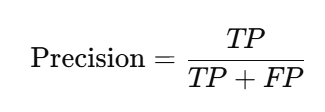 Precision = TP / TP + FP